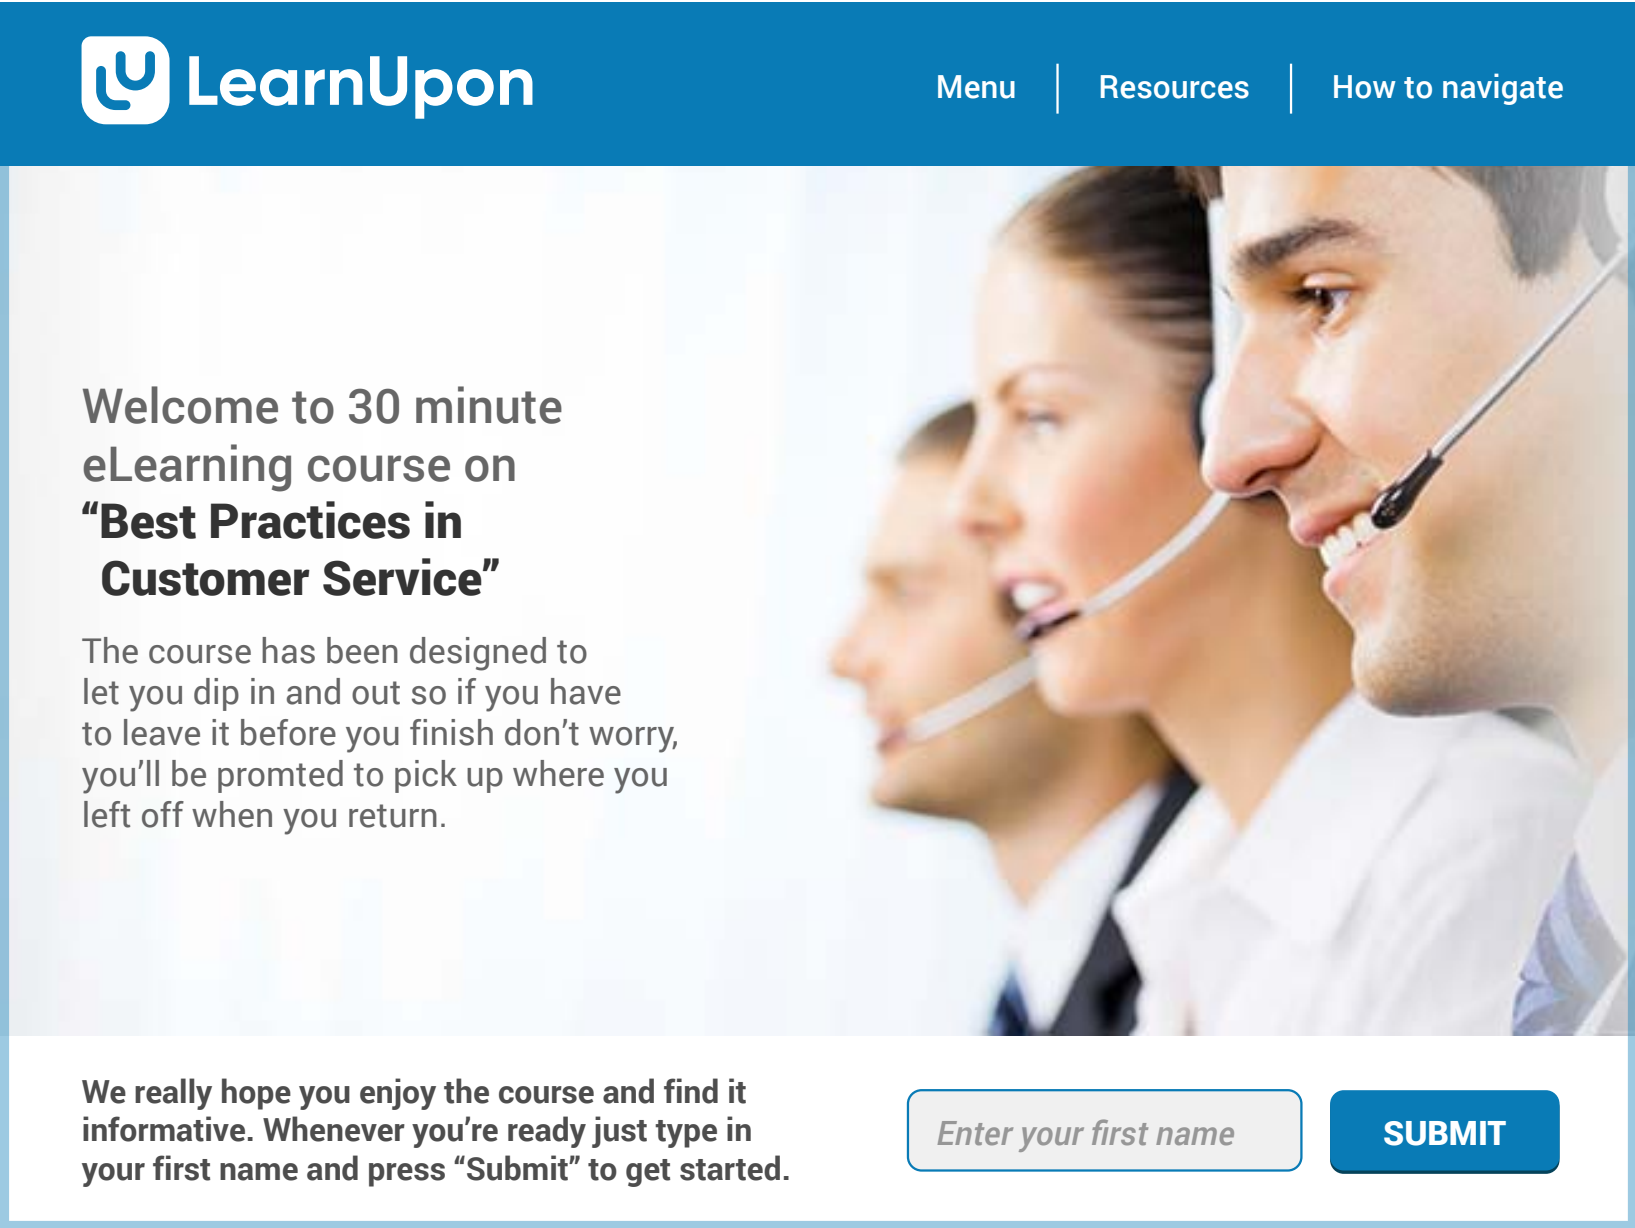 LearnUpon
Menu
Resources
How to navigate
Welcome to 30 minute
eLearning course on
“Best Practices in
Customer Service”
The course has been designed to
let you dip in and out so if you have
to leave it before you finish don’t worry,
you’ll be promted to pick up where you
left off when you return.
We really hope you enjoy the course and find it
informative. Whenever you’re ready just type in
your first name and press “Submit” to get started.
Enter your first name
SUBMIT